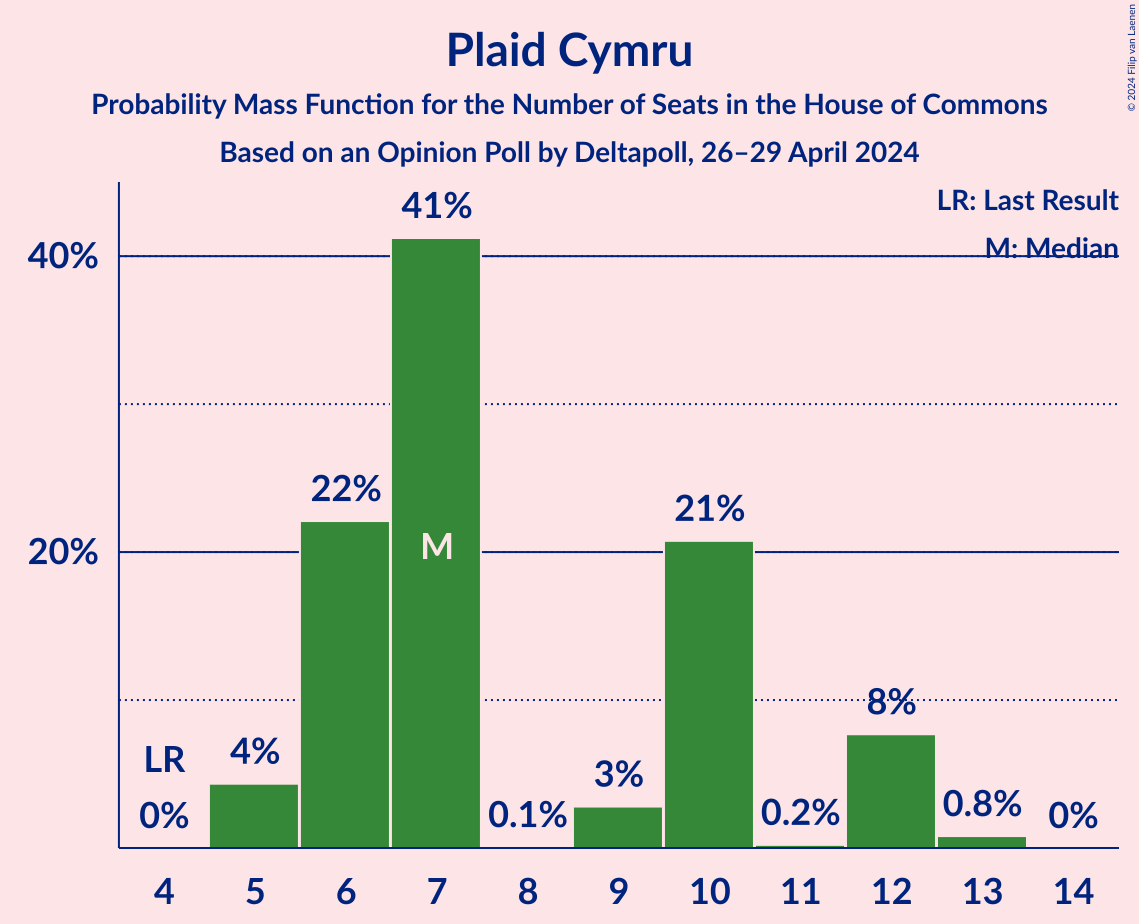 Plaid Cymru
Probability Mass Function for the Number of Seats in the House of Commons
Based on an Opinion Poll by Deltapoll, 26–29 April 2024
© 2024 Filip van Laenen
LR: Last Result
M: Median
40%
20%
LR
0%
4%
22%
41%
M
0.1%
3%
21%
0.2%
8%
0.8%
0%
4 5 6 7 8 9 10 11 12 13 14